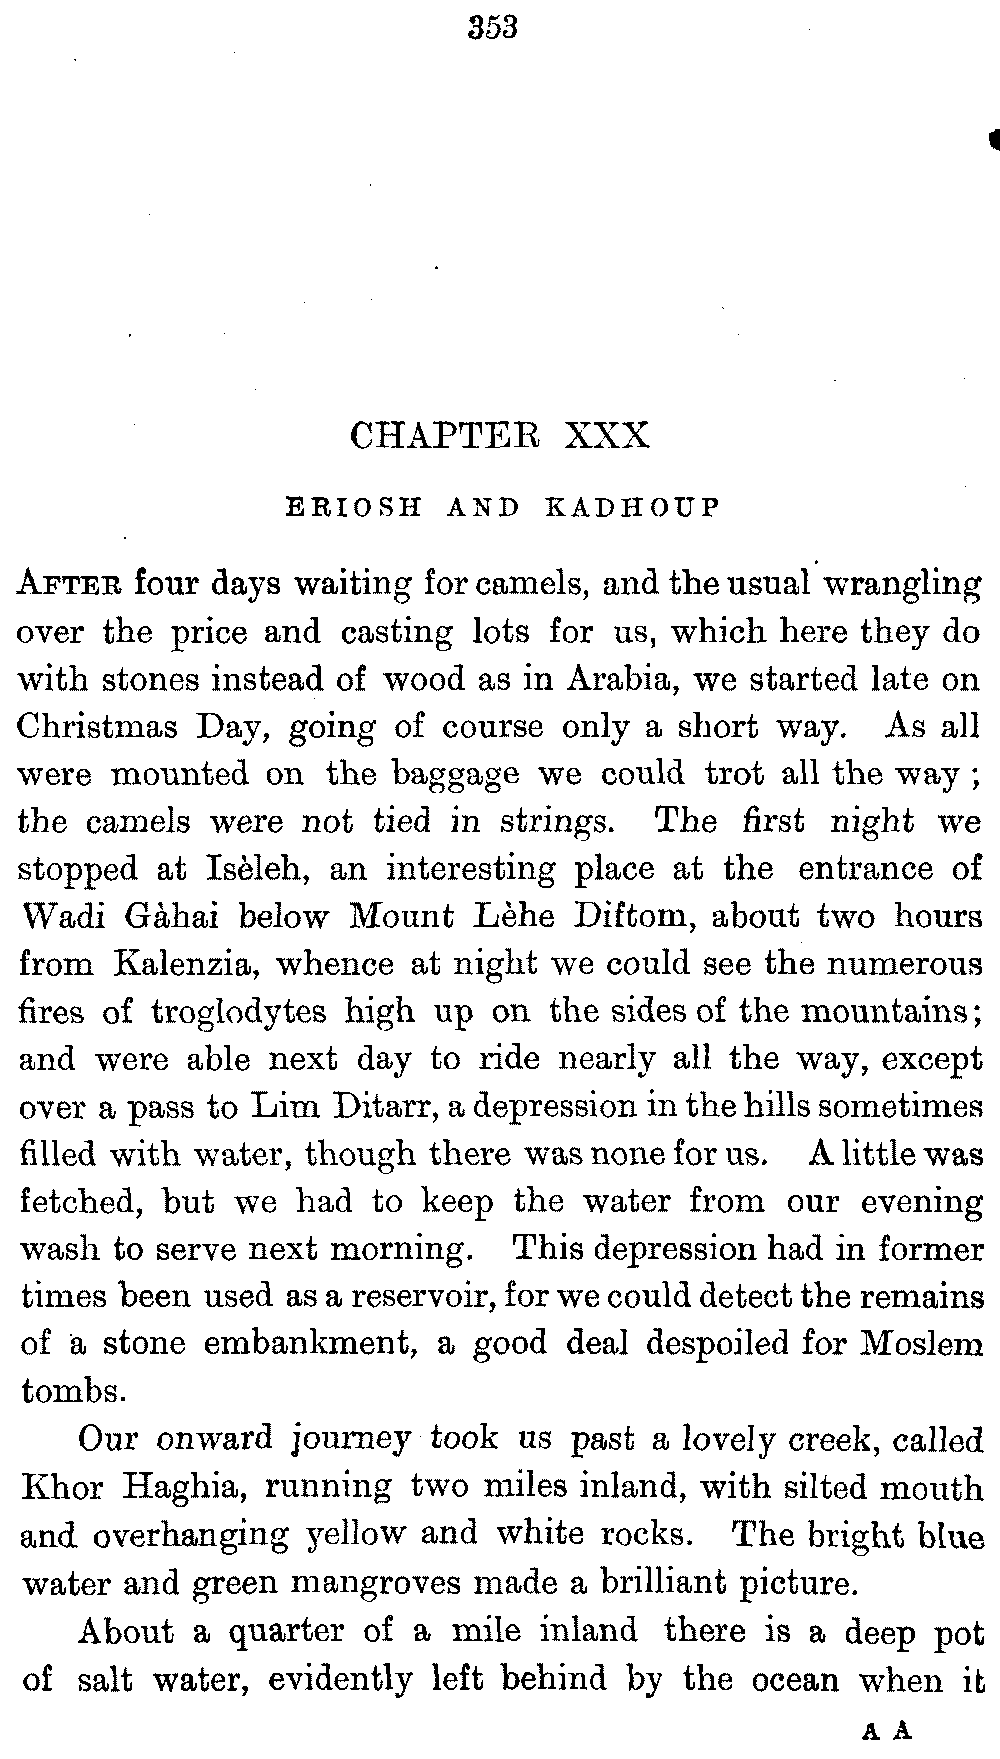 353
CHAPTER XXX
ERIOSH AND KADHOUP
AFTER four days waiting for camels, and the usual wrangling
over the price and casting lots for us, which here they do
with stones instead of wood as in Arabia, we started late on
Christmas Day, going of course only a short way. As all
were mounted on the baggage we could trot all the way ;
the camels were not tied in strings. The first night we
stopped at Isèleh, an interesting place at the entrance of
Wadi Gàhai below Mount Lèhe Diftom, about two hours
from Kalenzia, whence at night we could see the numerous
fires of troglodytes high up on the sides of the mountains;
and were able next day to ride nearly all the way, except
over a pass to Lim Ditarr, a depression in the hills sometimes
filled with water, though there was none for us. A little was
fetched, but we had to keep the water from our evening
wash to serve next morning. This depression had in former
times been used as a reservoir, for we could detect the remains
of a stone embankment, a good deal despoiled for Moslem
tombs.
Our onward journey took us past a lovely creek, called
Khor Haghia, running two miles inland, with silted mouth
and overhanging yellow and white rocks. The bright blue
water and green mangroves made a brilliant picture.
About a quarter of a mile inland there is a deep pot
of salt water, evidently left behind by the ocean when it
A A